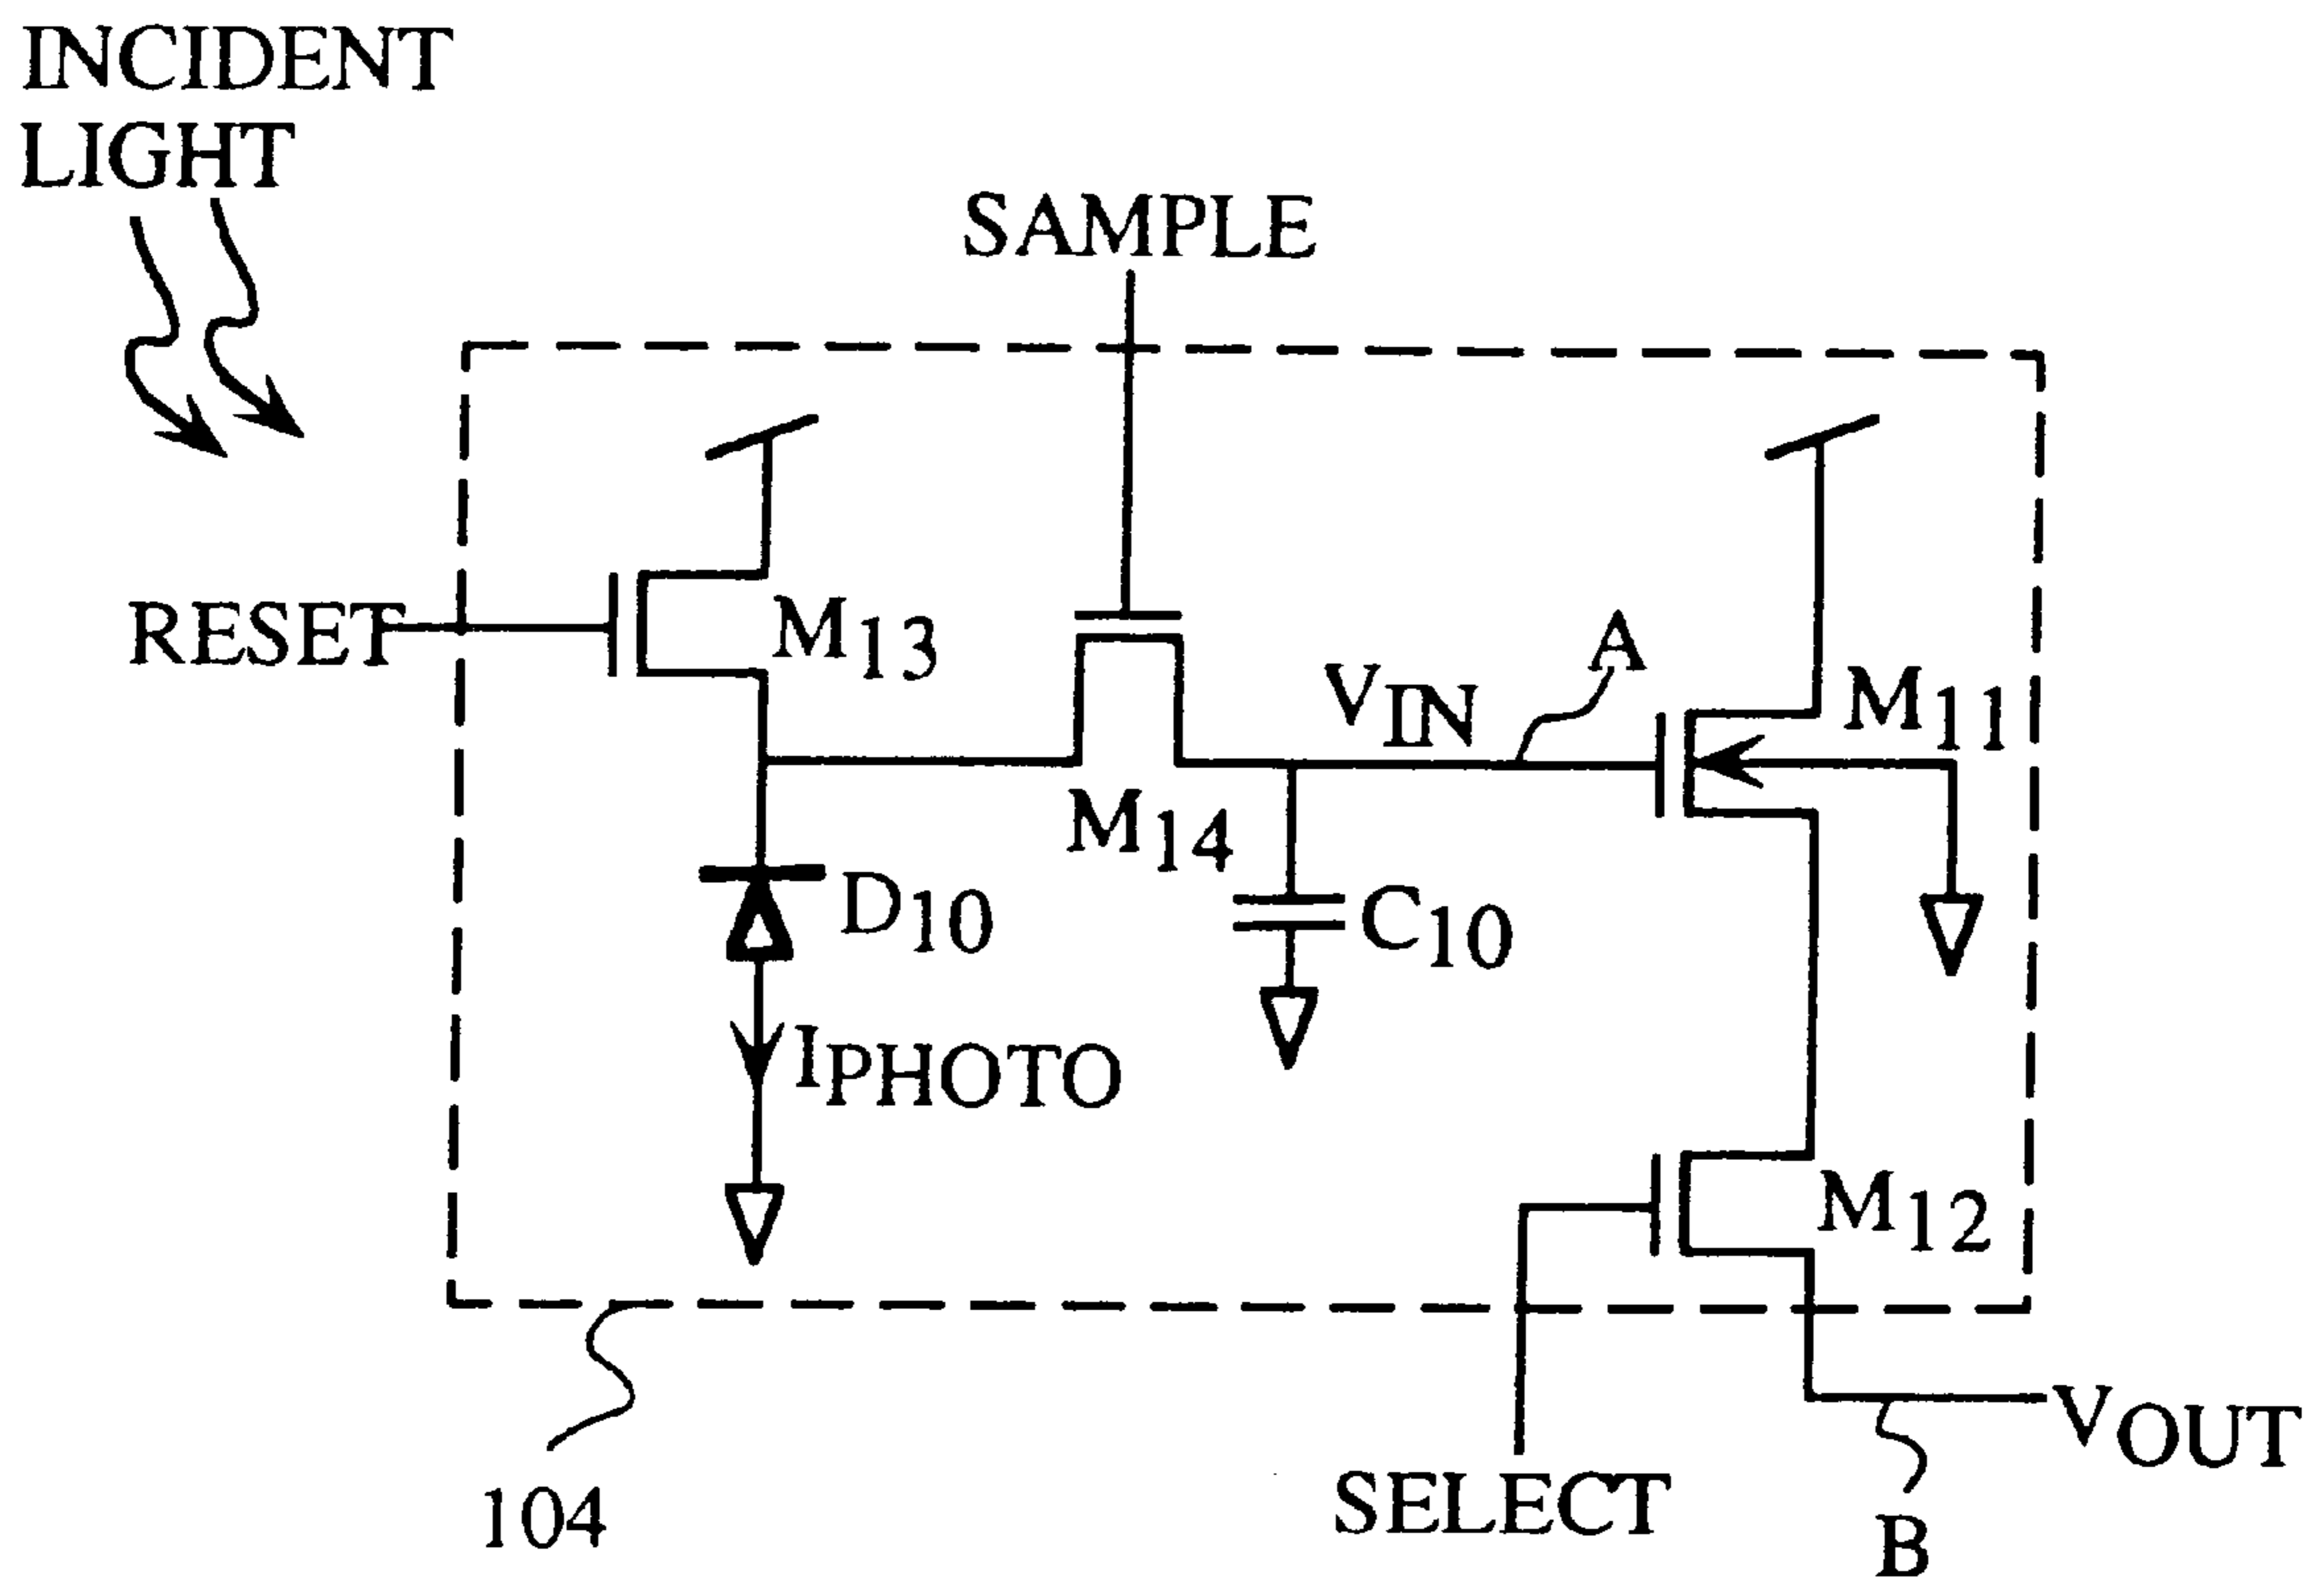 INCIDENT
LIGHT
SAMPLE
RESET
M13
VIN
A
M11
M14
D10
C10
IPHOTO
M12
VOUT
104
SELECT
B